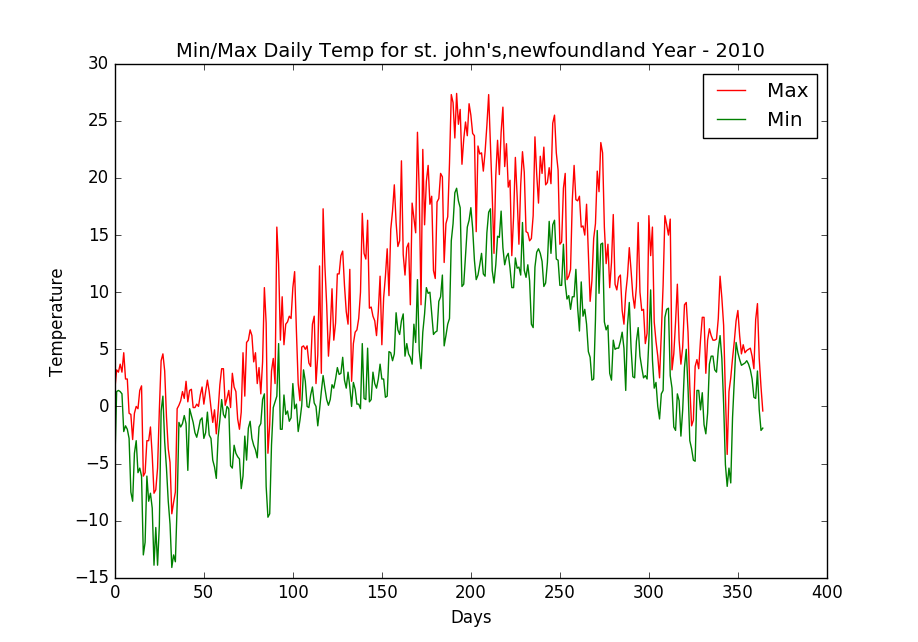 Min/Max Daily Temp for st. john's,newfoundland Year - 2010
30
25
20
15
10
5
0
−5
−10
−15
Temperature
Max
Min
0 50 100 150 200 250 300 350 400
Days